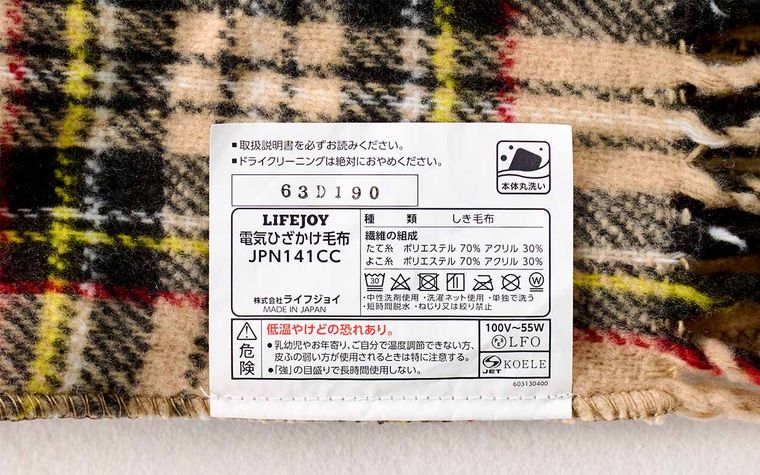 ■取扱説明書を必ずお読みください。
■ドライクリーニングは絶対におやめください。
本体丸洗い
63D190
LIFEJOY
電気ひざかけ毛布
JPN141CC
株式会社ライフジョイ
MADE IN JAPAN
種 類 しき毛布
繊維の組成
たて糸 ポリエステル 70% アクリル 30%
よこ糸 ポリエステル 70% アクリル 30%
30 W
・中性洗剤使用・洗濯ネット使用・単独で洗う
・短時間脱水・ねじり又は絞り禁止
危険
低温やけどの恐れあり。
●乳幼児やお年寄り、ご自分で温度調節できない方、
皮ふの弱い方が使用されるときは特に注意する。
●「強」の目盛りで長時間使用しない。
100V~55W
LFO
JET KOELE
603130400